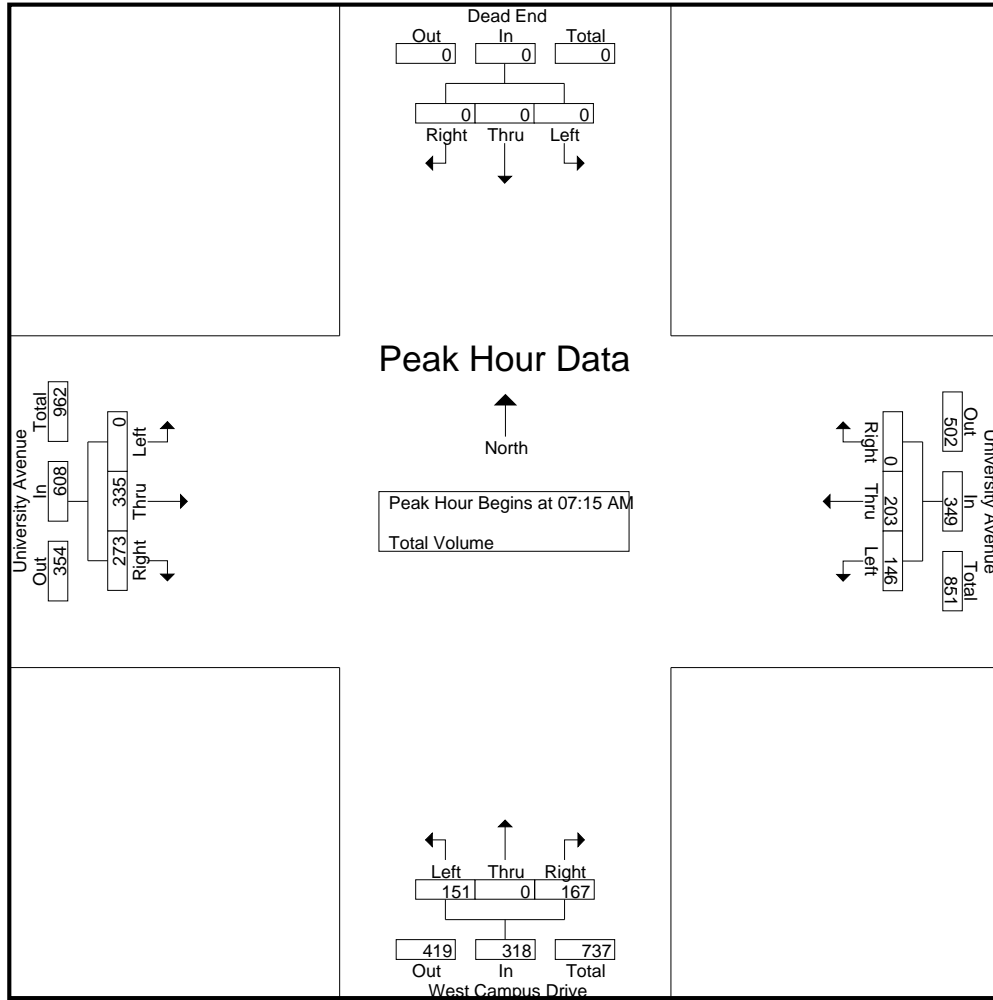 Dead End
Out In Total
0 0 0
0 0 0
Right Thru Left
Peak Hour Data
North
Peak Hour Begins at 07:15 AM
Total Volume
University Avenue
Total In Out
962 608 354
0 335 273
Left Thru Right
University Avenue
Out In Total
502 349 851
Right Thru Left
0 203 146
Left Thru Right
151 0 167
419 318 737
Out In Total
West Campus Drive